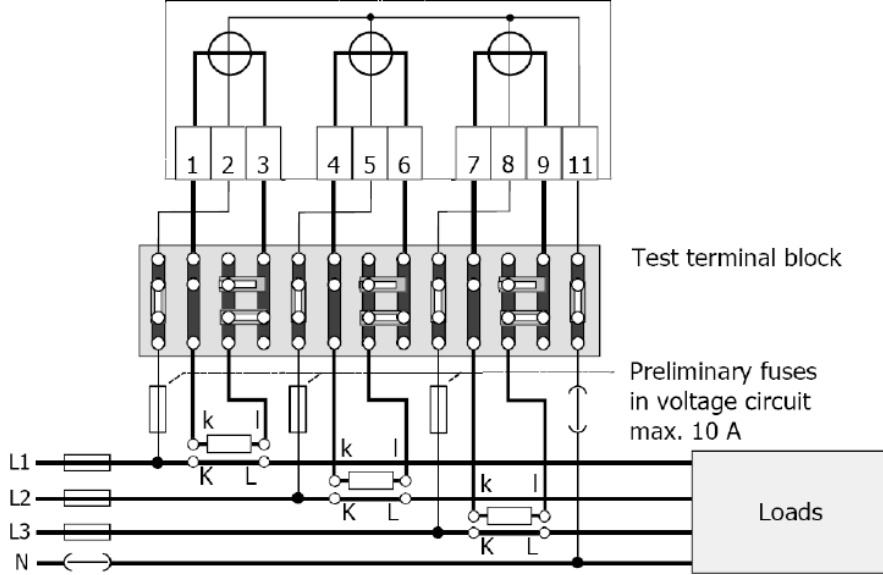 1 2 3 4 5 6 7 8 9 11
Test terminal block
Preliminary fuses
in voltage circuit
max. 10 A
k l
k l
L1
K L
k l
L2
K L
Loads
L3
K L
N